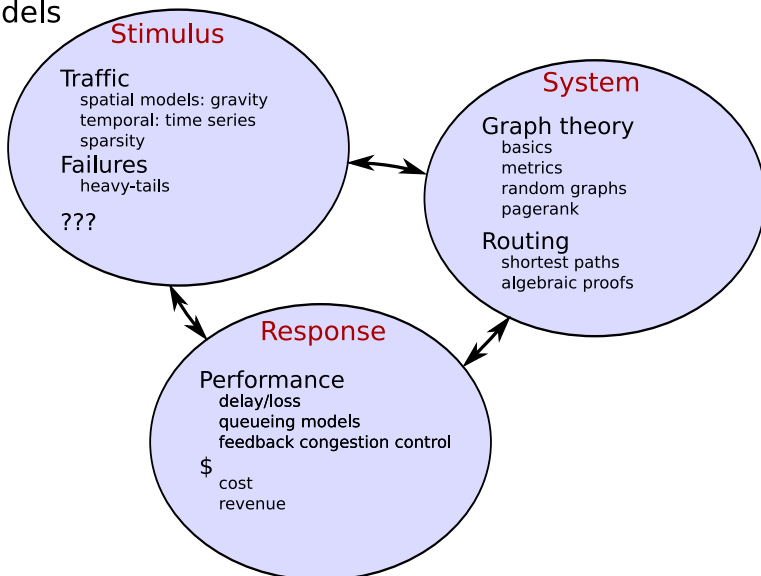 dels
Stimulus
Traffic
spatial models: gravity
temporal: time series
sparsity
Failures
heavy-tails
???
System
Graph theory
basics
metrics
random graphs
pagerank
Routing
shortest paths
algebraic proofs
Response
Performance
delay/loss
queueing models
feedback congestion control
$
cost
revenue